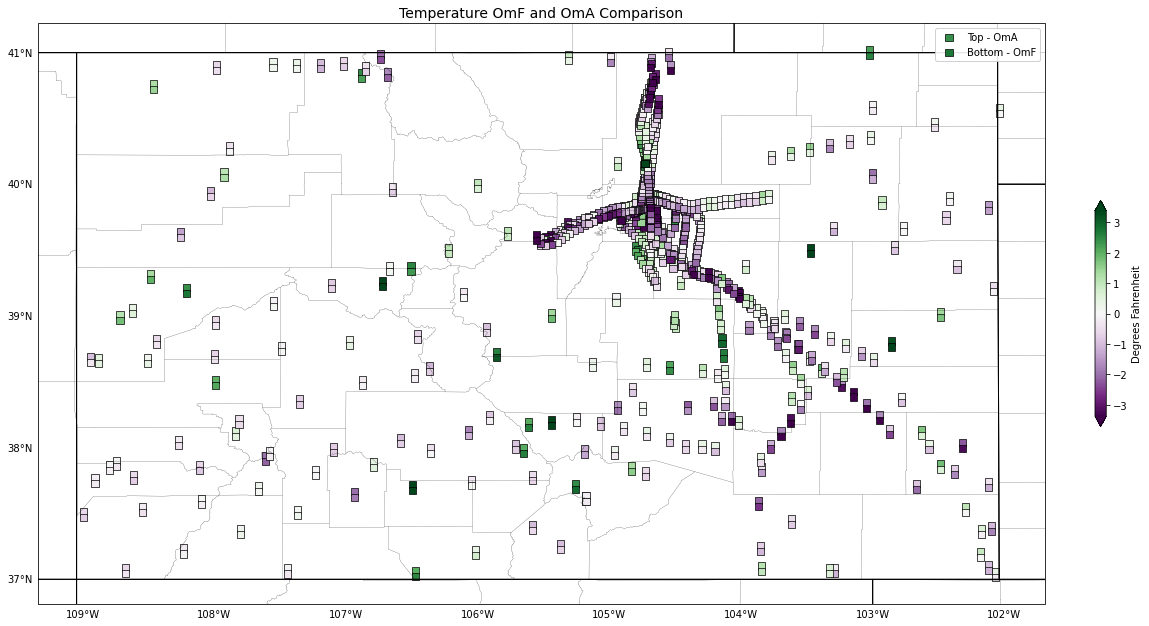 Temperature OmF and OmA Comparison
Top - OmA
Bottom - OmF
41°N
40°N
39°N
38°N
37°N
109°W
108°W
107°W
106°W
105°W
104°W
103°W
102°W
3
2
1
0
−1
−2
−3
Degrees Fahrenheit